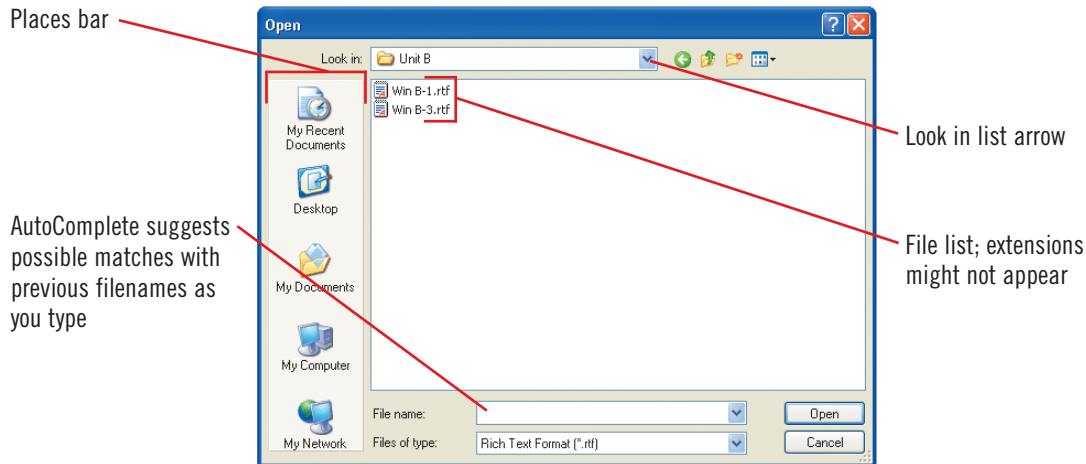 Places bar
Open
Look in:
Unit B
Win B-1.rtf
Win B-3.rtf
My Recent
Documents
Desktop
My Documents
My Computer
My Network
Look in list arrow
AutoComplete suggests
possible matches with
previous filenames as
you type
File list; extensions
might not appear
File name:
Open
Files of type:
Rich Text Format (*.rtf)
Cancel